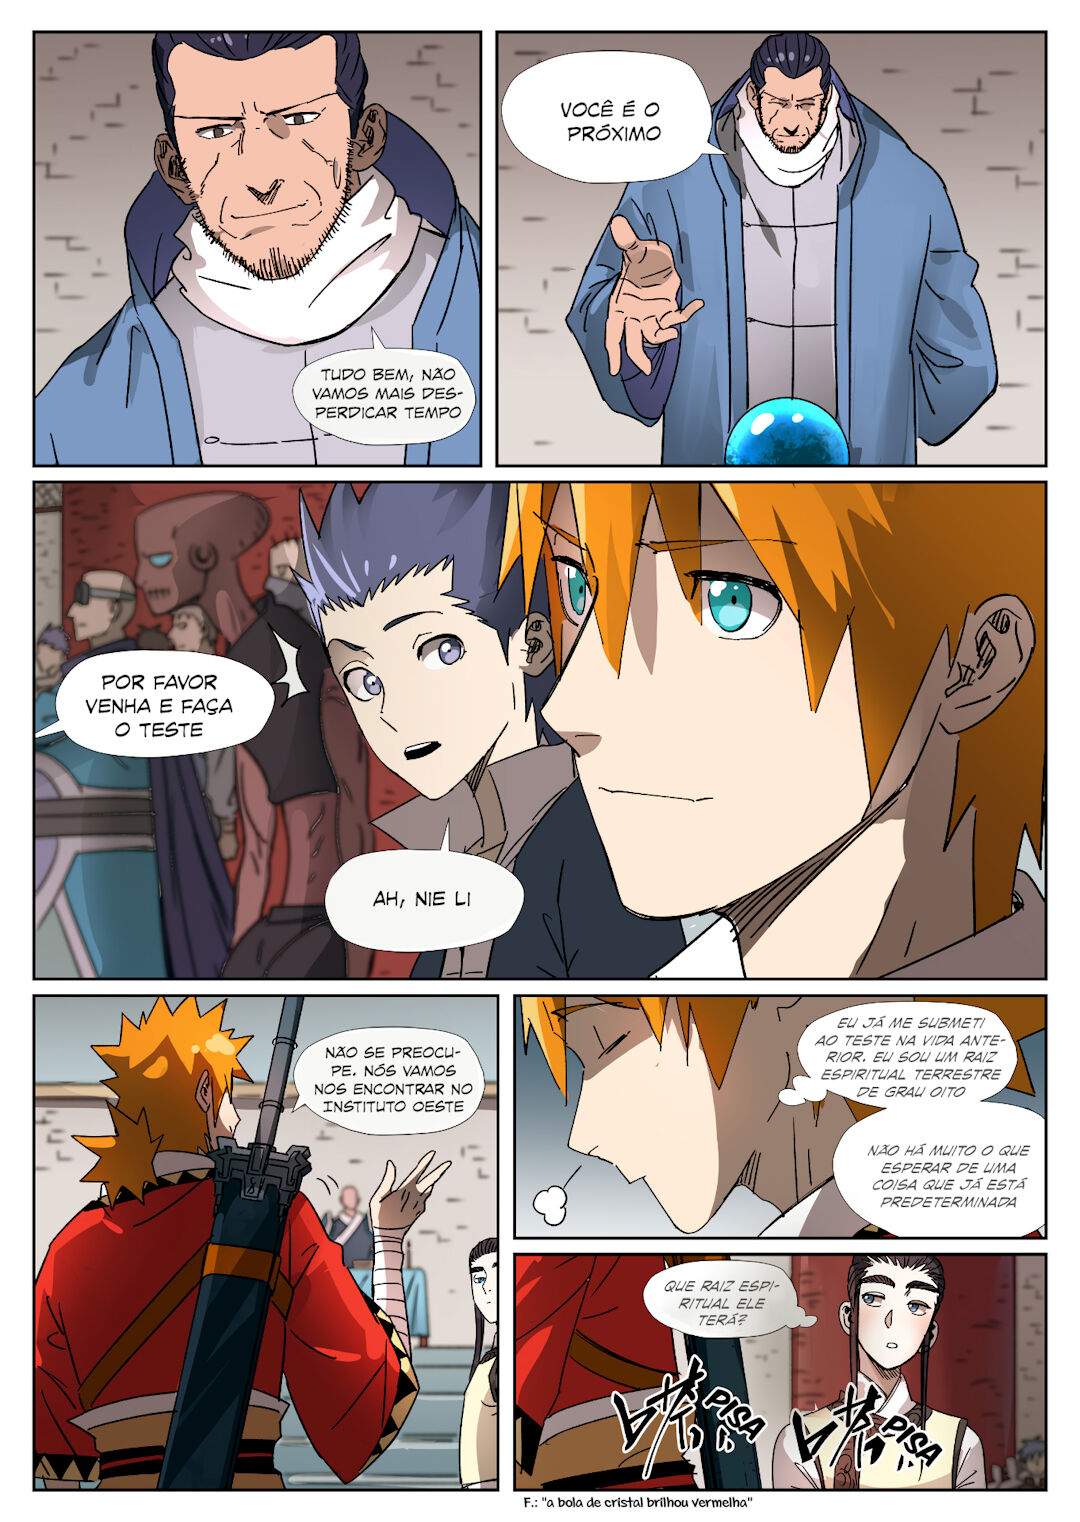 TUDO BEM, NÃO
VAMOS MAIS DES-
PERDICAR TEMPO
VOCÊ É O
PRÓXIMO
POR FAVOR
VENHA E FAÇA
O TESTE
AH, NIE LI
NÃO SE PREOCU-
PE. NÓS VAMOS
NOS ENCONTRAR NO
INSTITUTO OESTE
EU JÁ ME SUBMETI
AO TESTE NA VIDA ANTE-
RIOR. EU SOU UM RAIZ
ESPIRITUAL TERRESTRE
DE GRAU OITO
NÃO HÁ MUITO O QUE
ESPERAR DE UMA
COISA QUE JÁ ESTÁ
PREDETERMINADA
QUE RAIZ ESPI-
RITUAL ELE
TERÁ?
PISA
PISA
F.: "a bola de cristal brilhou vermelha"